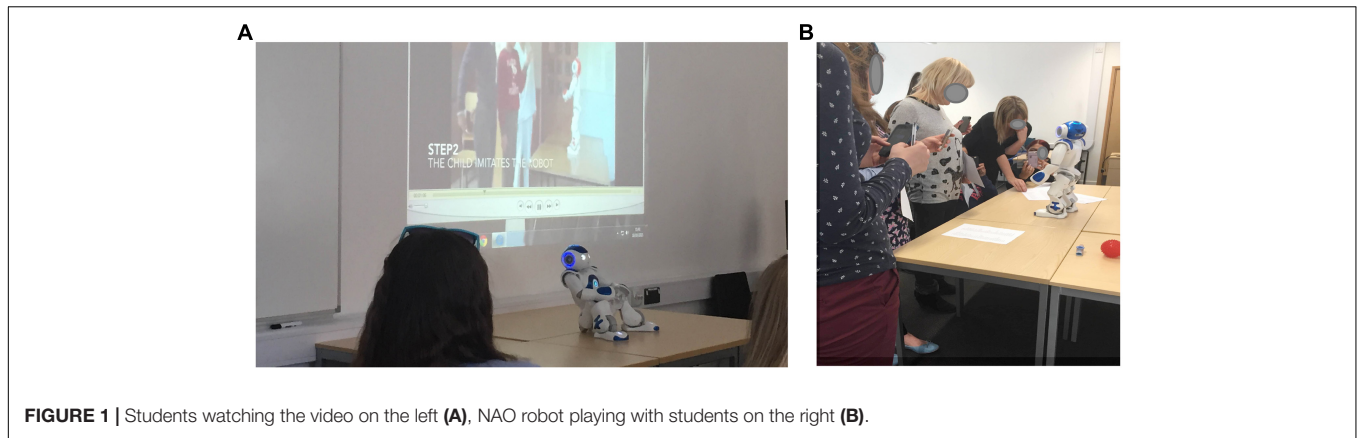 A
B
STEP2
THE CHILD IMITATES THE ROBOT
FIGURE 1 | Students watching the video on the left (A), NAO robot playing with students on the right (B).